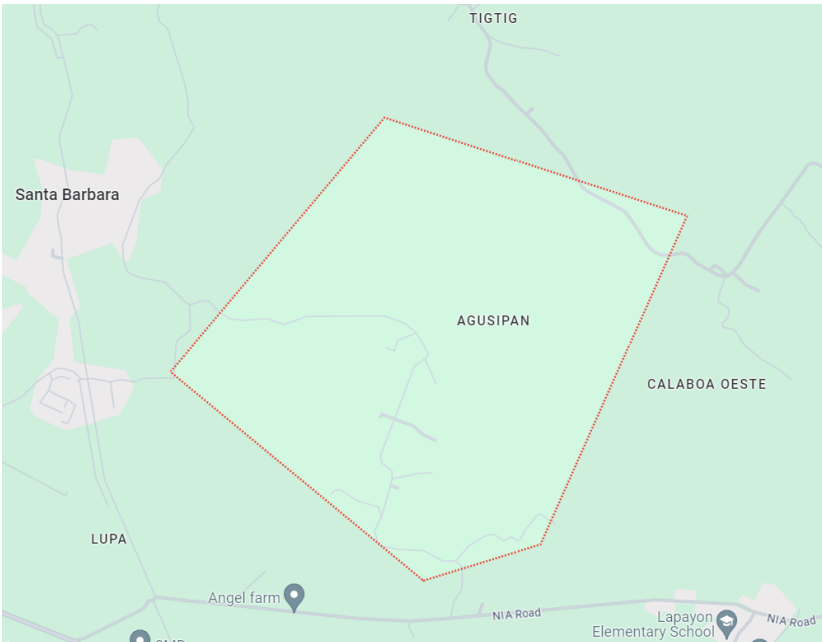 TIGTIG
Santa Barbara
AGUSIPAN
CALABOA OESTE
LUPA
Angel farm
NIA Road
Lapayon
Elementary School
NIA Road